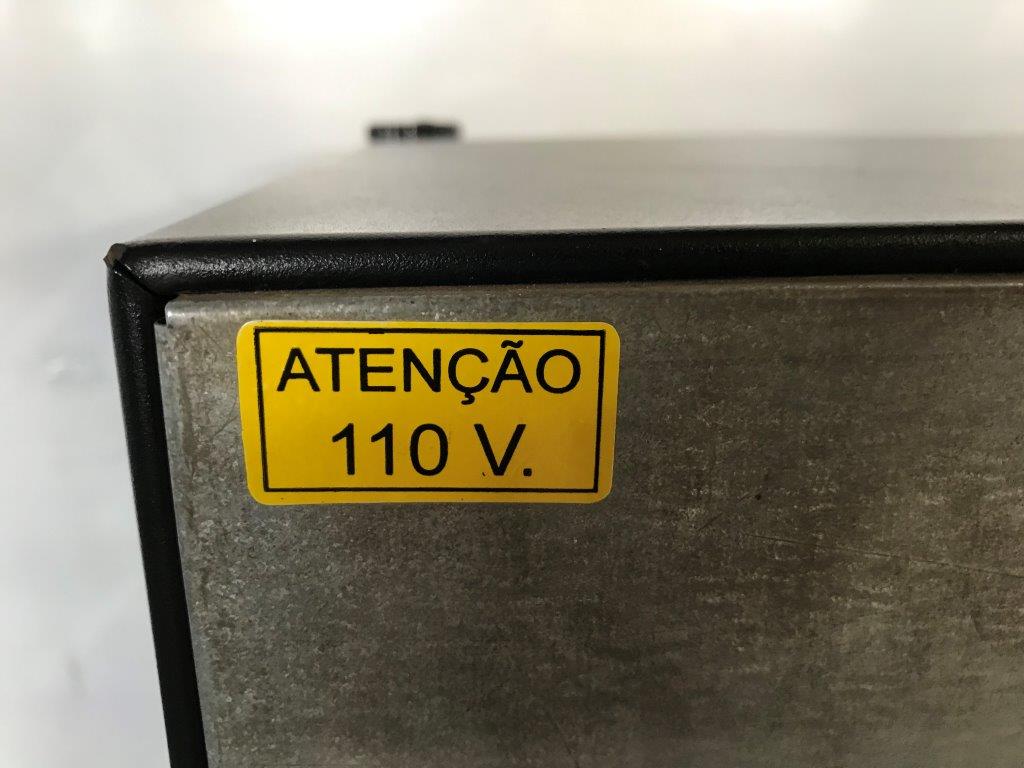 ATENÇÃO
110 V.